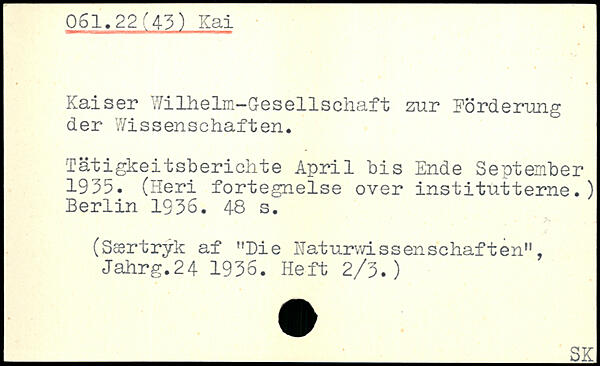 061.22(43) Kai
Kaiser Wilhelm-Gesellschaft zur Förderung
der Wissenschaften.
Tätigkeitsberichte April bis Ende September
1935. (Heri fortegnelse over institutterne.)
Berlin 1936. 48 s.
(Særtryk af "Die Naturwissenschaften",
Jahrg.24 1936. Heft 2/3.)
SK